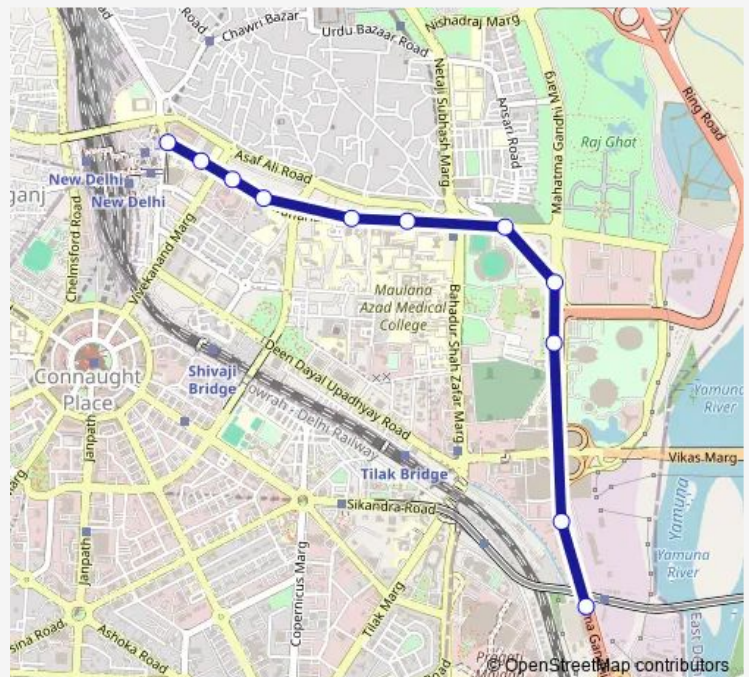 Road
Chawri Bazar
Urdu Bazaar Road
Nishadraj Marg
Netaji Subhash Marg
Ansari Road
Mahatma Gandhi Marg
Ring Road
Raj Ghat
Asaf Ali Road
New Delhi
New Delhi
ganj
Chelmsford Road
Vivekanand Marg
Maulana
Azad Medical
College
Bahadur Shah Zafar Marg
Deen Dayal Upadhyay Road
Shivaji
Bridge
Connaught
Place
Howrah - Delhi Railway
Yamuna
River
Tilak Bridge
Vikas Marg
Janpath
Sikandra Road
Yamuna
Yamuna
River
Janpath
Copernicus Marg
Tilak Marg
Ashoka Road
© OpenStreetMap contributors